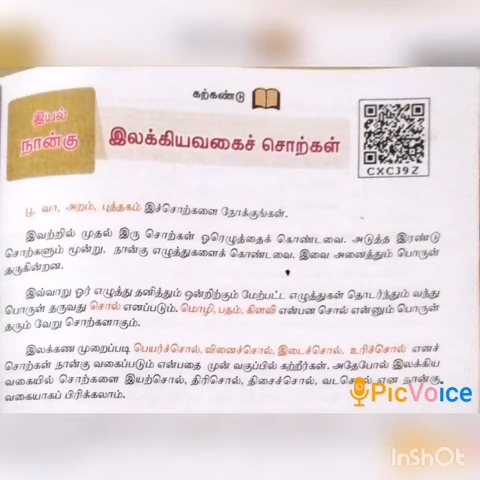 கற்கண்டு
இயல்
நான்கு
இலக்கியவகைச் சொற்கள்
CXCJ9Z
பூ, வா, அறம், புத்தகம் இச்சொற்களை நோக்குங்கள்.
இவற்றில் முதல் இரு சொற்கள் ஓரெழுத்தைக் கொண்டவை. அடுத்த இரண்டு
சொற்களும் மூன்று, நான்கு எழுத்துகளைக் கொண்டவை. இவை அனைத்தும் பொருள்
தருகின்றன.
இவ்வாறு ஓர் எழுத்து தனித்தும் ஒன்றிற்கும் மேற்பட்ட எழுத்துகள் தொடர்ந்தும் வந்து
பொருள் தருவது சொல் எனப்படும். மொழி, பதம், கிளவி என்பன சொல் என்னும் பொருள்
தரும் வேறு சொற்களாகும்.
இலக்கண முறைப்படி பெயர்ச்சொல், வினைச்சொல், இடைச்சொல், உரிச்சொல் எனச்
சொற்கள் நான்கு வகைப்படும் என்பதை முன் வகுப்பில் கற்றீர்கள். அதேபோல் இலக்கிய
வகையில் சொற்களை இயற்சொல், திரிசொல், திசைச்சொல், வடசொல் என நான்கு
வகையாகப் பிரிக்கலாம்.
PicVoice
InShOt